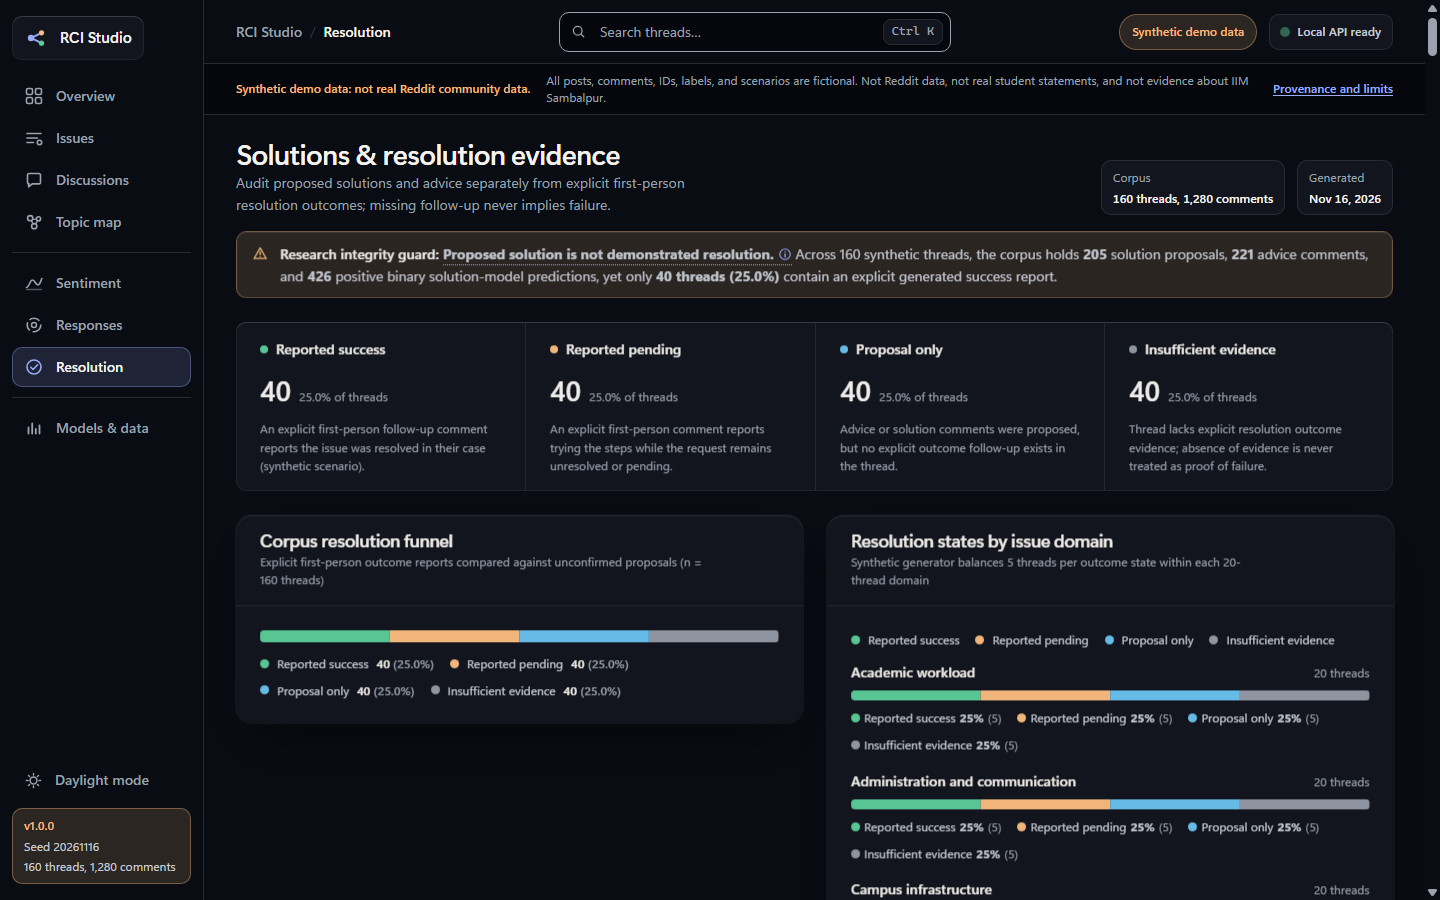 RCI Studio
Overview
Issues
Discussions
Topic map
Sentiment
Responses
Resolution
Models & data
Daylight mode
v1.0.0
Seed 20261116
160 threads, 1,280 comments
RCI Studio / Resolution
Search threads...
Ctrl K
Synthetic demo data
Local API ready
Synthetic demo data: not real Reddit community data.
All posts, comments, IDs, labels, and scenarios are fictional. Not Reddit data, not real student statements, and not evidence about IIM
Sambalpur.
Provenance and limits
Solutions & resolution evidence
Audit proposed solutions and advice separately from explicit first-person
resolution outcomes; missing follow-up never implies failure.
Corpus
160 threads, 1,280 comments
Generated
Nov 16, 2026
Research integrity guard: Proposed solution is not demonstrated resolution. Across 160 synthetic threads, the corpus holds 205 solution proposals, 221 advice comments,
and 426 positive binary solution-model predictions, yet only 40 threads (25.0%) contain an explicit generated success report.
Reported success
40 25.0% of threads
An explicit first-person follow-up comment
reports the issue was resolved in their case
(synthetic scenario).
Reported pending
40 25.0% of threads
An explicit first-person comment reports
trying the steps while the request remains
unresolved or pending.
Proposal only
40 25.0% of threads
Advice or solution comments were proposed,
but no explicit outcome follow-up exists in
the thread.
Insufficient evidence
40 25.0% of threads
Thread lacks explicit resolution outcome
evidence; absence of evidence is never
treated as proof of failure.
Corpus resolution funnel
Explicit first-person outcome reports compared against unconfirmed proposals (n =
160 threads)
Reported success 40 (25.0%) Reported pending 40 (25.0%)
Proposal only 40 (25.0%) Insufficient evidence 40 (25.0%)
Resolution states by issue domain
Synthetic generator balances 5 threads per outcome state within each 20-
thread domain
Reported success Reported pending Proposal only Insufficient evidence
Academic workload 20 threads
Reported success 25% (5) Reported pending 25% (5) Proposal only 25% (5)
Insufficient evidence 25% (5)
Administration and communication 20 threads
Reported success 25% (5) Reported pending 25% (5) Proposal only 25% (5)
Insufficient evidence 25% (5)
Campus infrastructure 20 threads